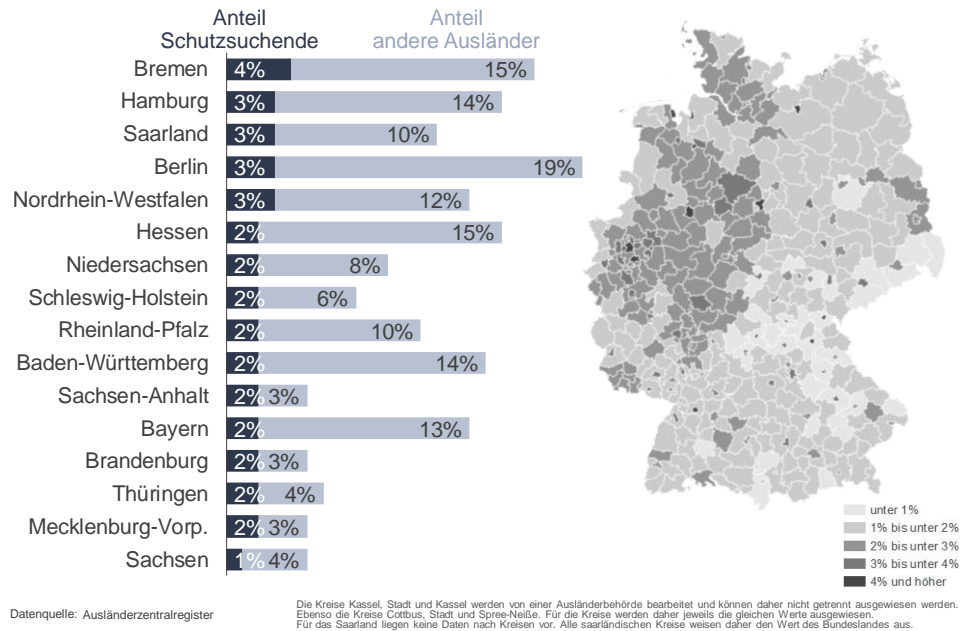 Anteil Schutzsuchende
Anteil andere Ausländer
Bremen 4% 15%
Hamburg 3% 14%
Saarland 3% 10%
Berlin 3% 19%
Nordrhein-Westfalen 3% 12%
Hessen 2% 15%
Niedersachsen 2% 8%
Schleswig-Holstein 2% 6%
Rheinland-Pfalz 2% 10%
Baden-Württemberg 2% 14%
Sachsen-Anhalt 2% 3%
Bayern 2% 13%
Brandenburg 2% 3%
Thüringen 2% 4%
Mecklenburg-Vorp. 2% 3%
Sachsen 1% 4%
unter 1%
1% bis unter 2%
2% bis unter 3%
3% bis unter 4%
4% und höher
Datenquelle: Ausländerzentralregister
Die Kreise Kassel, Stadt und Kassel werden von einer Ausländerbehörde bearbeitet und können daher nicht getrennt ausgewiesen werden.
Ebenso die Kreise Cottbus, Stadt und Spree-Neiße. Für die Kreise werden daher jeweils die gleichen Werte ausgewiesen.
Für das Saarland liegen keine Daten nach Kreisen vor. Alle saarländischen Kreise weisen daher den Wert des Bundeslandes aus.